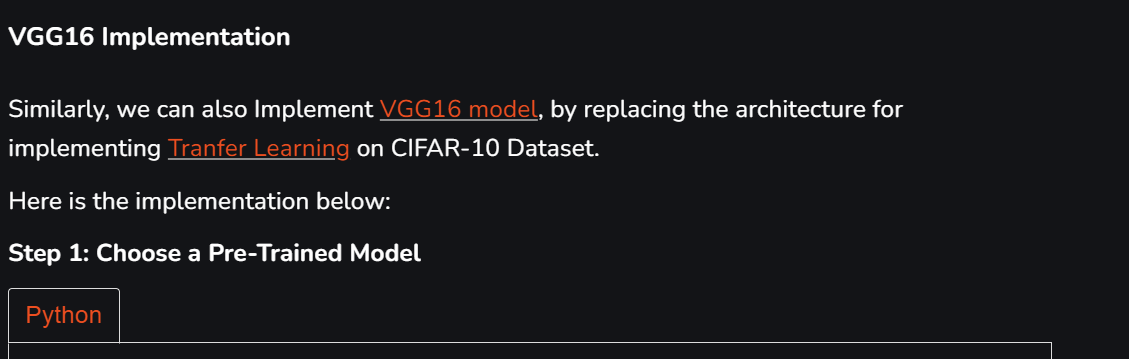 VGG16 Implementation
Similarly, we can also Implement VGG16 model, by replacing the architecture for
implementing Tranfer Learning on CIFAR-10 Dataset.
Here is the implementation below:
Step 1: Choose a Pre-Trained Model
Python